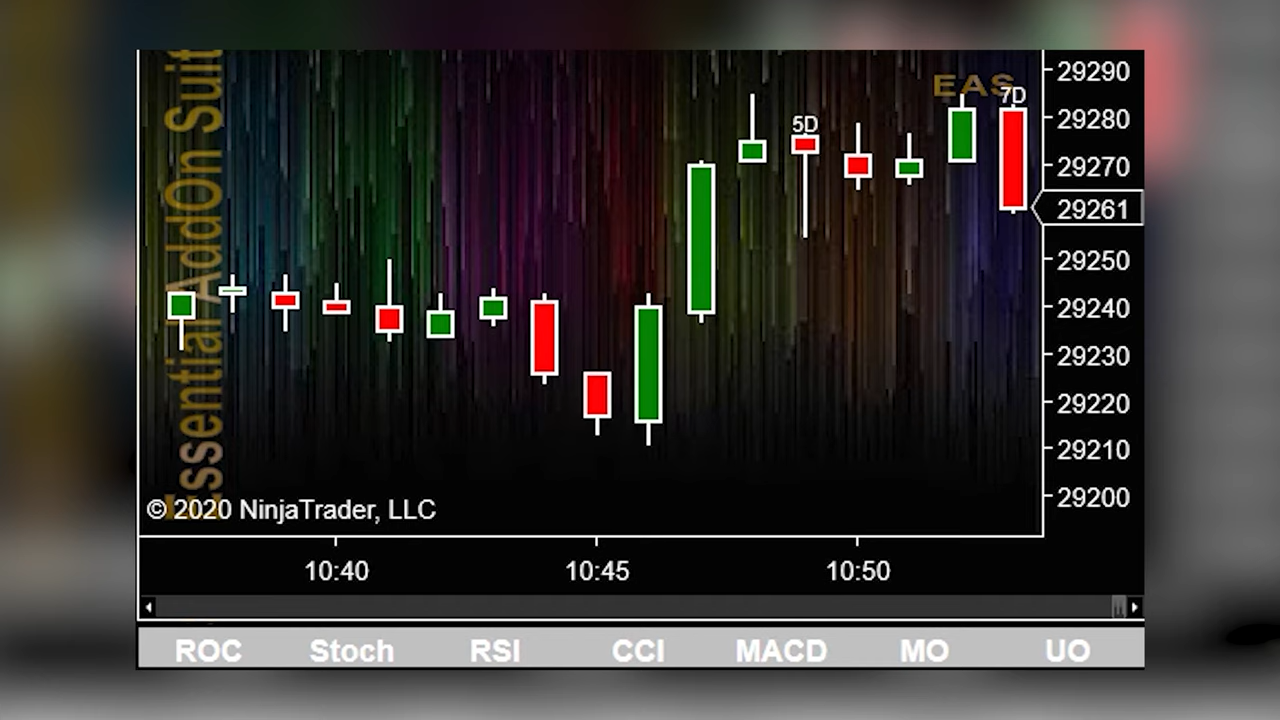 Essential AddOn Suit
EAS
7D
5D
29290
29280
29270
29261
29250
29240
29230
29220
29210
29200
© 2020 NinjaTrader, LLC
10:40 10:45 10:50
ROC Stoch RSI CCI MACD MO UO